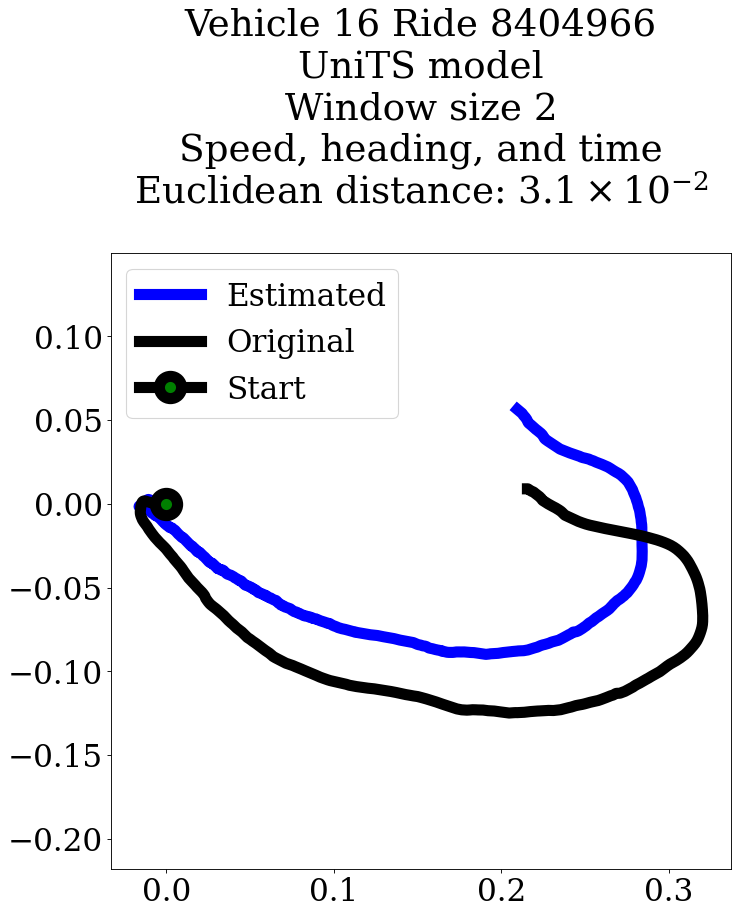 Vehicle 16 Ride 8404966
UniTS model
Window size 2
Speed, heading, and time
Euclidean distance: 3.1 × 10⁻²
Estimated
Original
Start
0.10
0.05
0.00
−0.05
−0.10
−0.15
−0.20
0.0 0.1 0.2 0.3